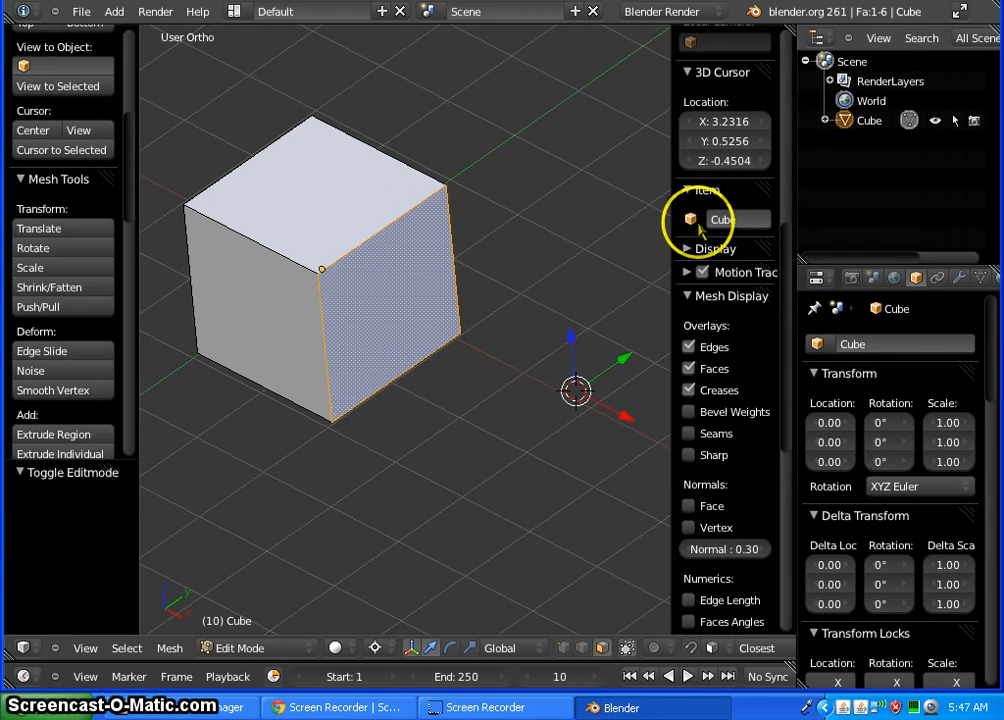 File Add Render Help Default Scene Blender Render blender.org 261 | Fa:1-6 | Cube
View to Object:
View to Selected
Cursor:
Center View
Cursor to Selected
Mesh Tools
Transform:
Translate
Rotate
Scale
Shrink/Fatten
Push/Pull
Deform:
Edge Slide
Noise
Smooth Vertex
Add:
Extrude Region
Extrude Individual
Toggle Editmode
User Ortho
(10) Cube
3D Cursor
Location:
X: 3.2316
Y: 0.5256
Z: -0.4504
Item
Cube
Display
Motion Trac
Mesh Display
Overlays:
Edges
Faces
Creases
Bevel Weights
Seams
Sharp
Normals:
Face
Vertex
Normal : 0.30
Numerics:
Edge Length
Faces Angles
View Search All Scene
Scene
RenderLayers
World
Cube
Cube
Cube
Transform
Location: Rotation: Scale:
0.00 0° 1.00
0.00 0° 1.00
0.00 0° 1.00
Rotation XYZ Euler
Delta Transform
Delta Loc Rotation: Delta Sca
0.00 0° 1.00
0.00 0° 1.00
0.00 0° 1.00
Transform Locks
Location: Rotation: Scale:
X X X
View Select Mesh Edit Mode Global Closest
View Marker Frame Playback Start: 1 End: 250 10 No Sync
Screencast-O-Matic.com nager Screen Recorder | Sc... Screen Recorder Blender 5:47 AM